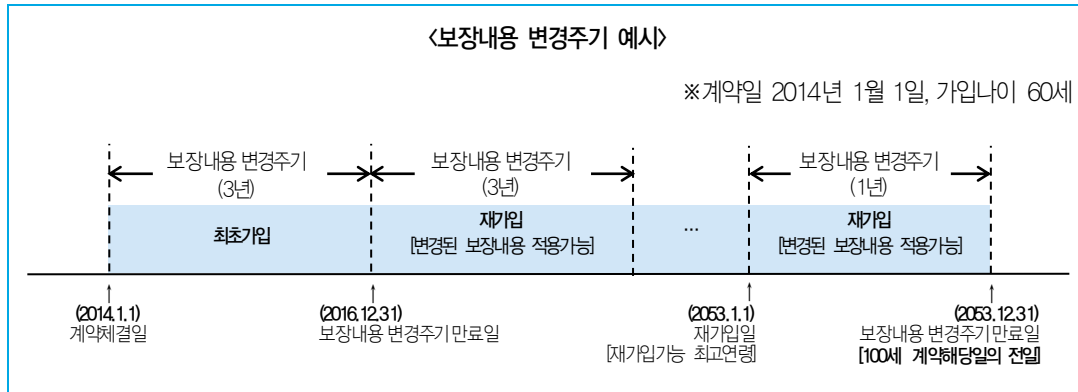 <보장내용 변경주기 예시>
※계약일 2014년 1월 1일, 가입나이 60세
보장내용 변경주기
(3년)
보장내용 변경주기
(3년)
보장내용 변경주기
(1년)
최초가입
재가입
[변경된 보장내용 적용가능]
...
재가입
[변경된 보장내용 적용가능]
(2014.1.1)
계약체결일
(2016.12.31)
보장내용 변경주기 만료일
(2053.1.1)
재가입일
[재가입가능 최고연령]
(2053.12.31)
보장내용 변경주기 만료일
[100세 계약해당일의 전일]